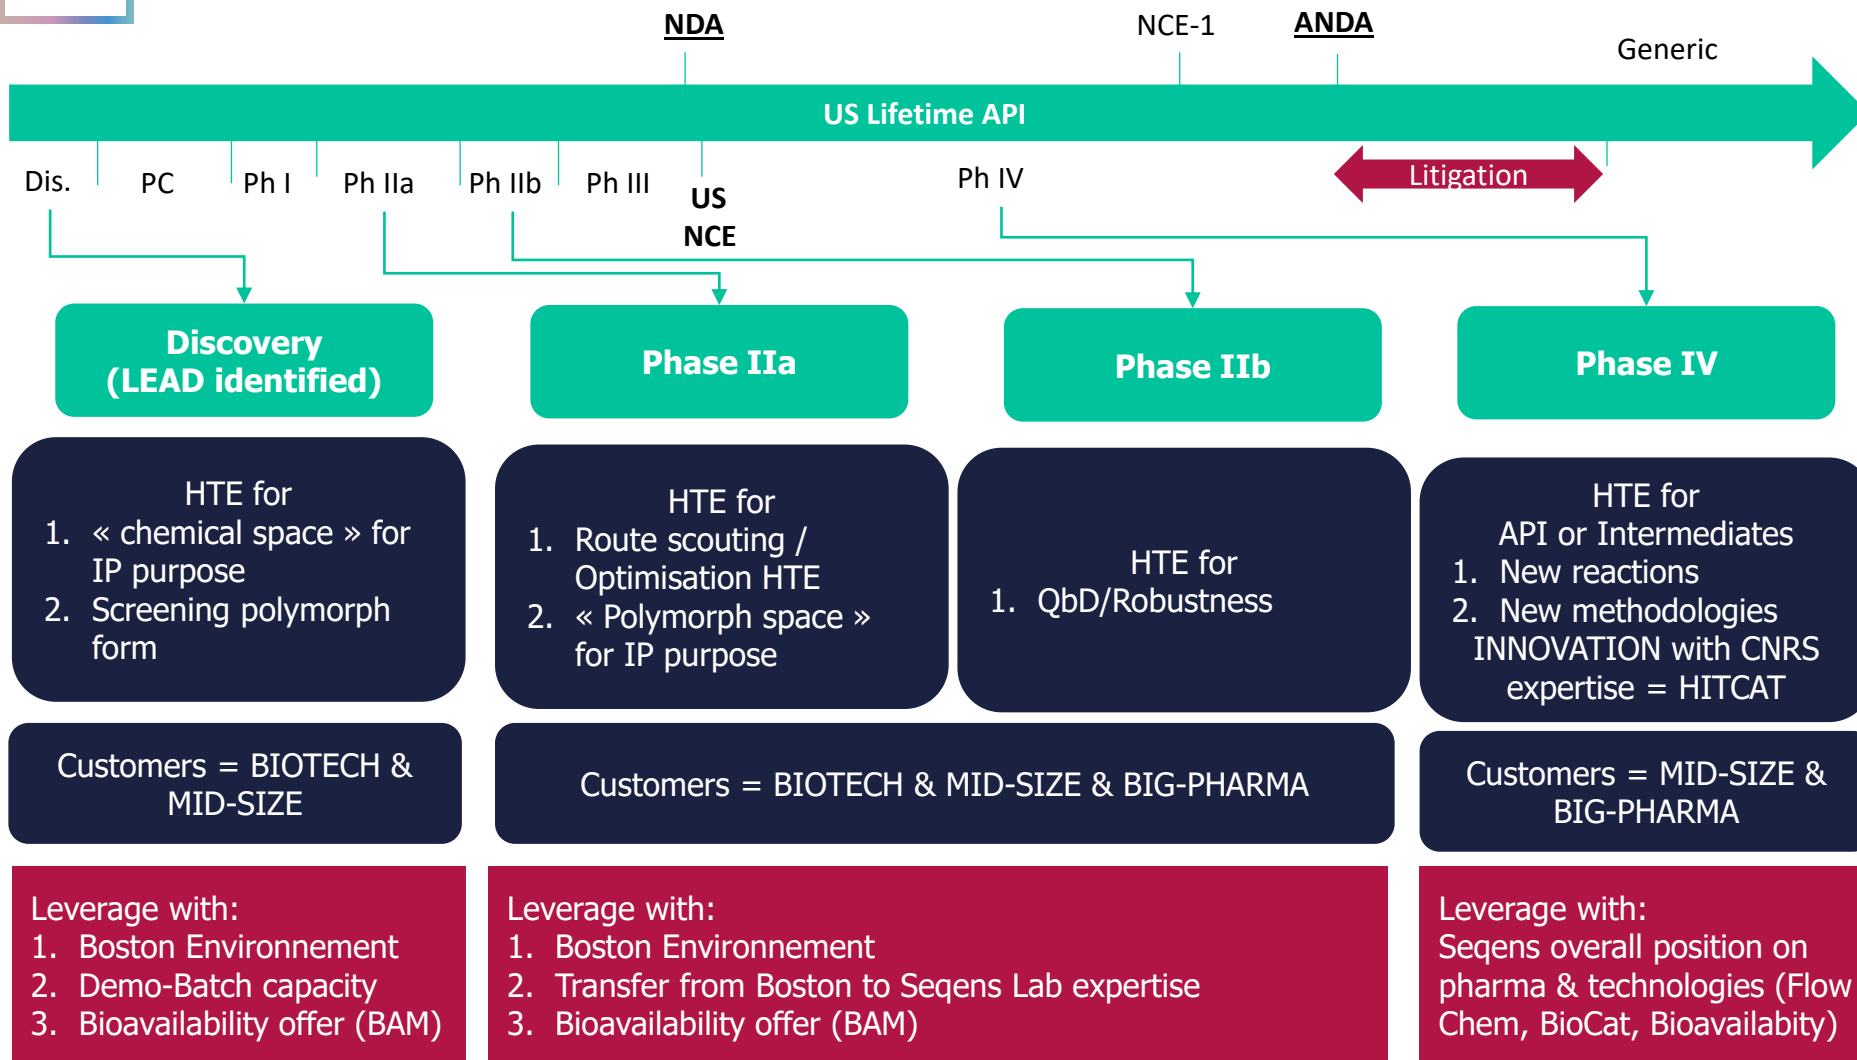 NDA
NCE-1
ANDA
Generic
US Lifetime API
Dis.
PC
Ph I
Ph IIa
Ph IIb
Ph III
US
NCE
Ph IV
Litigation
Discovery
(LEAD identified)
Phase IIa
Phase IIb
Phase IV
HTE for
1. « chemical space » for
IP purpose
2. Screening polymorph
form
HTE for
1. Route scouting /
Optimisation HTE
2. « Polymorph space »
for IP purpose
HTE for
1. QbD/Robustness
HTE for
API or Intermediates
1. New reactions
2. New methodologies
INNOVATION with CNRS
expertise = HITCAT
Customers = BIOTECH &
MID-SIZE
Customers = BIOTECH & MID-SIZE & BIG-PHARMA
Customers = MID-SIZE &
BIG-PHARMA
Leverage with:
1. Boston Environnement
2. Demo-Batch capacity
3. Bioavailability offer (BAM)
Leverage with:
1. Boston Environnement
2. Transfer from Boston to Seqens Lab expertise
3. Bioavailability offer (BAM)
Leverage with:
Seqens overall position on
pharma & technologies (Flow
Chem, BioCat, Bioavailabity)